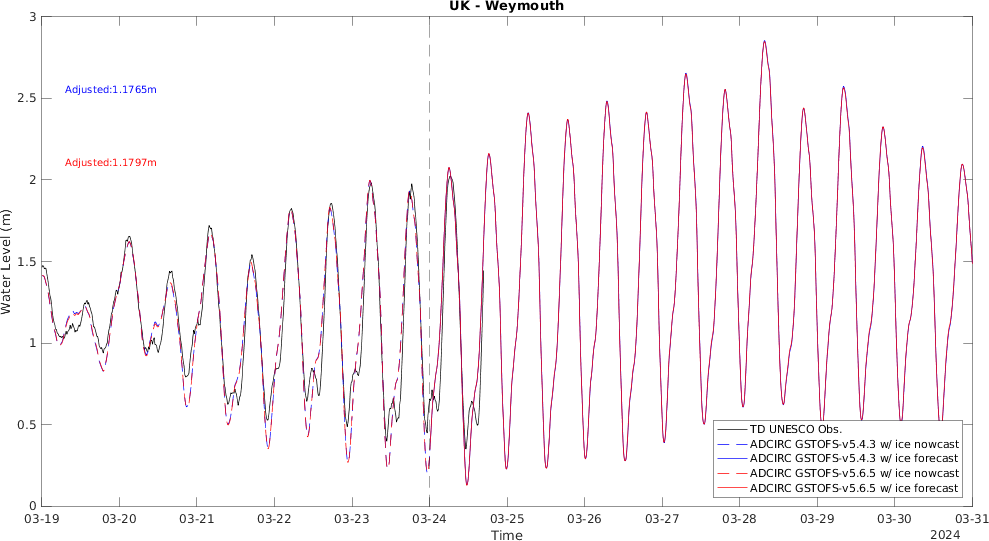 UK - Weymouth
3
2.5
2
1.5
1
0.5
0
Water Level (m)
Adjusted:1.1765m
Adjusted:1.1797m
TD UNESCO Obs.
ADCIRC GSTOFS-v5.4.3 w/ ice nowcast
ADCIRC GSTOFS-v5.4.3 w/ ice forecast
ADCIRC GSTOFS-v5.6.5 w/ ice nowcast
ADCIRC GSTOFS-v5.6.5 w/ ice forecast
03-19 03-20 03-21 03-22 03-23 03-24 03-25 03-26 03-27 03-28 03-29 03-30 03-31
Time
2024